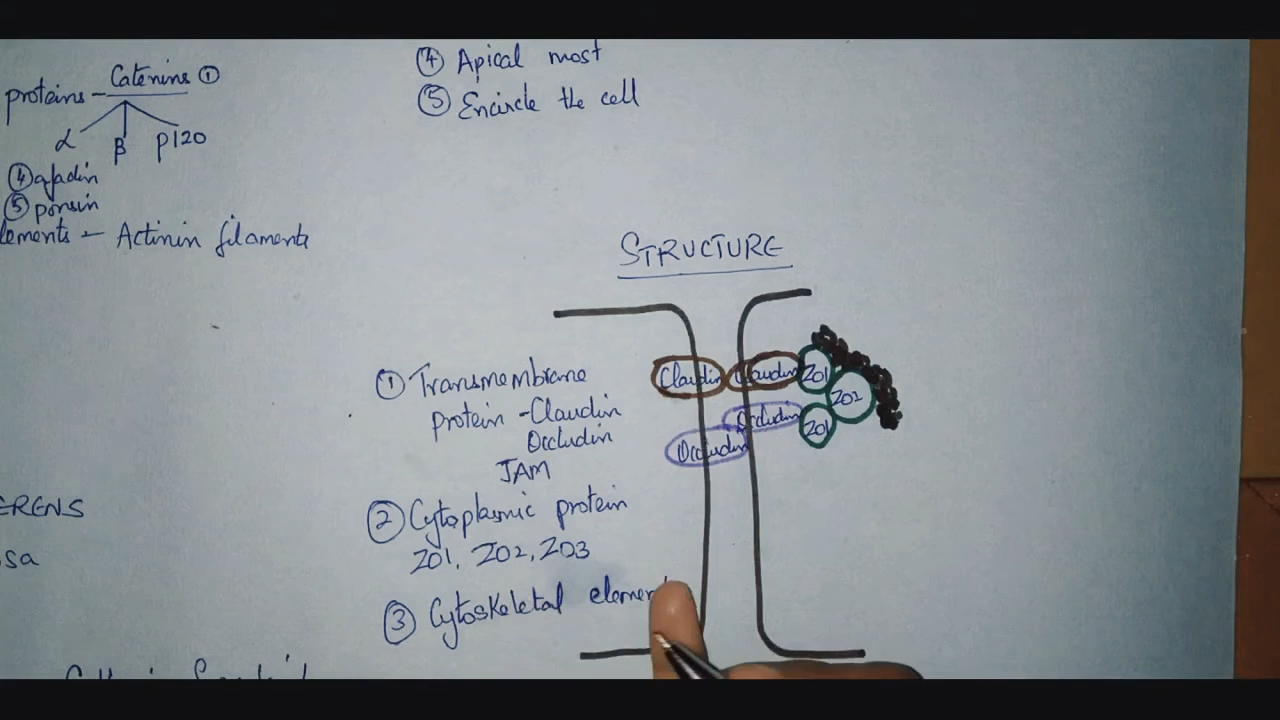 proteins - Catenins ①
α β p120
④ afadin
⑤ ponsin
lements - Actinin filaments
④ Apical most
⑤ Encircle the cell
STRUCTURE
① Transmembrane
protein - Claudin
Occludin
JAM
② Cytoplasmic protein
ZO1, ZO2, ZO3
③ Cytoskeletal element
Claudin Claudin ZO1
ZO2
Occludin ZO1
Occludin
ERENS
sa